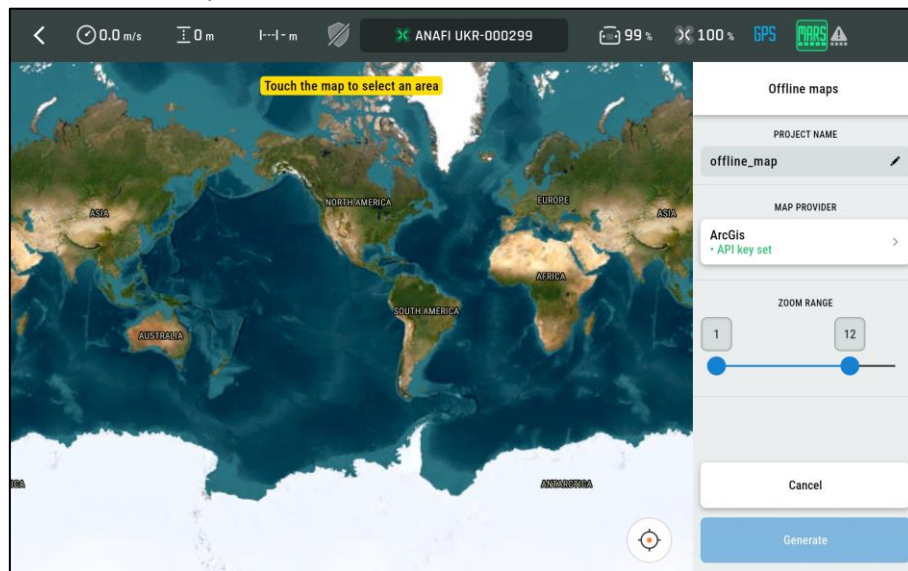 0.0 m/s
0 m
- m
ANAFI UKR-000299
99 %
100 %
GPS
MARS
Touch the map to select an area
Offline maps
PROJECT NAME
offline_map
MAP PROVIDER
ArcGis
• API key set
ZOOM RANGE
1
12
Cancel
Generate
ASIA
NORTH AMERICA
EUROPE
ASIA
AFRICA
SOUTH AMERICA
AUSTRALIA
ICA
ANTARCTICA